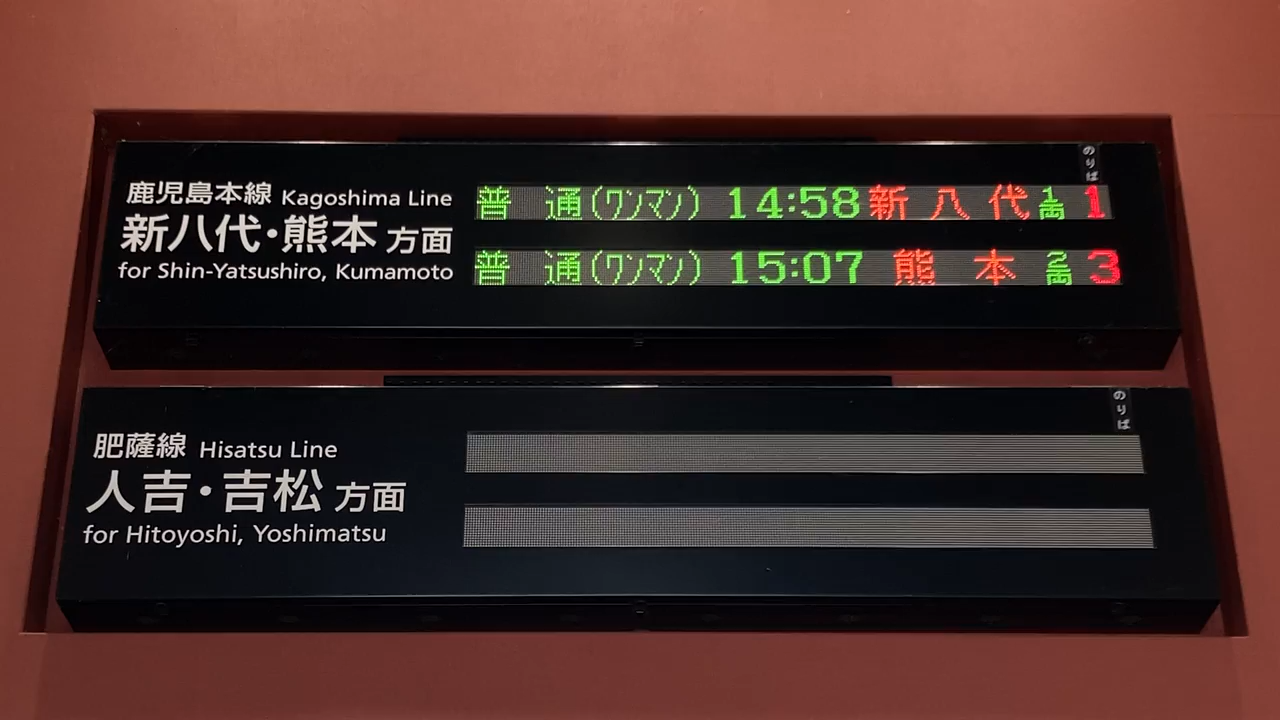 のりば
鹿児島本線 Kagoshima Line
新八代・熊本 方面
for Shin-Yatsushiro, Kumamoto
普 通(ワンマン) 14:58 新八代 1両 1
普 通(ワンマン) 15:07 熊本 2両 3
のりば
肥薩線 Hisatsu Line
人吉・吉松 方面
for Hitoyoshi, Yoshimatsu